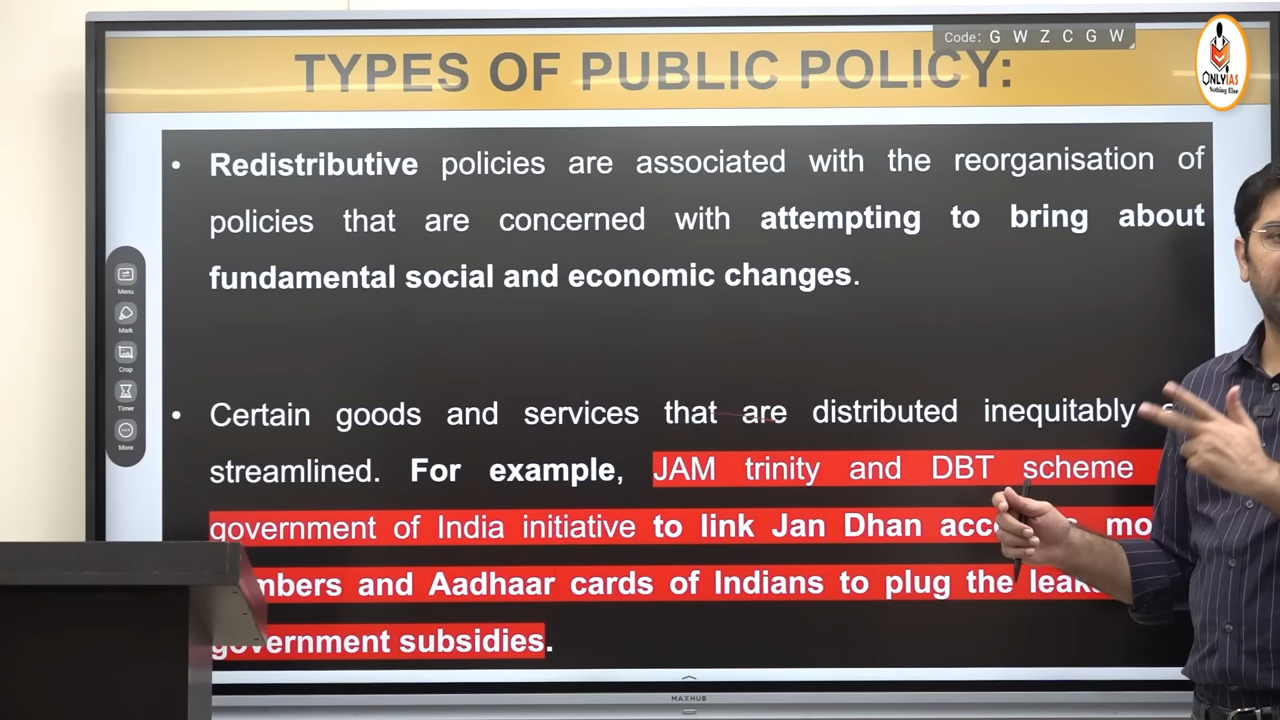 Code: G W Z C G W
TYPES OF PUBLIC POLICY:
ONLYIAS
Nothing Else
• Redistributive policies are associated with the reorganisation of
policies that are concerned with attempting to bring about
fundamental social and economic changes.
Menu
Mark
Crop
Timer
More
• Certain goods and services that are distributed inequitably
streamlined. For example, JAM trinity and DBT scheme
government of India initiative to link Jan Dhan
and Aadhaar cards of Indians to plug the
government subsidies.
MAXHUB